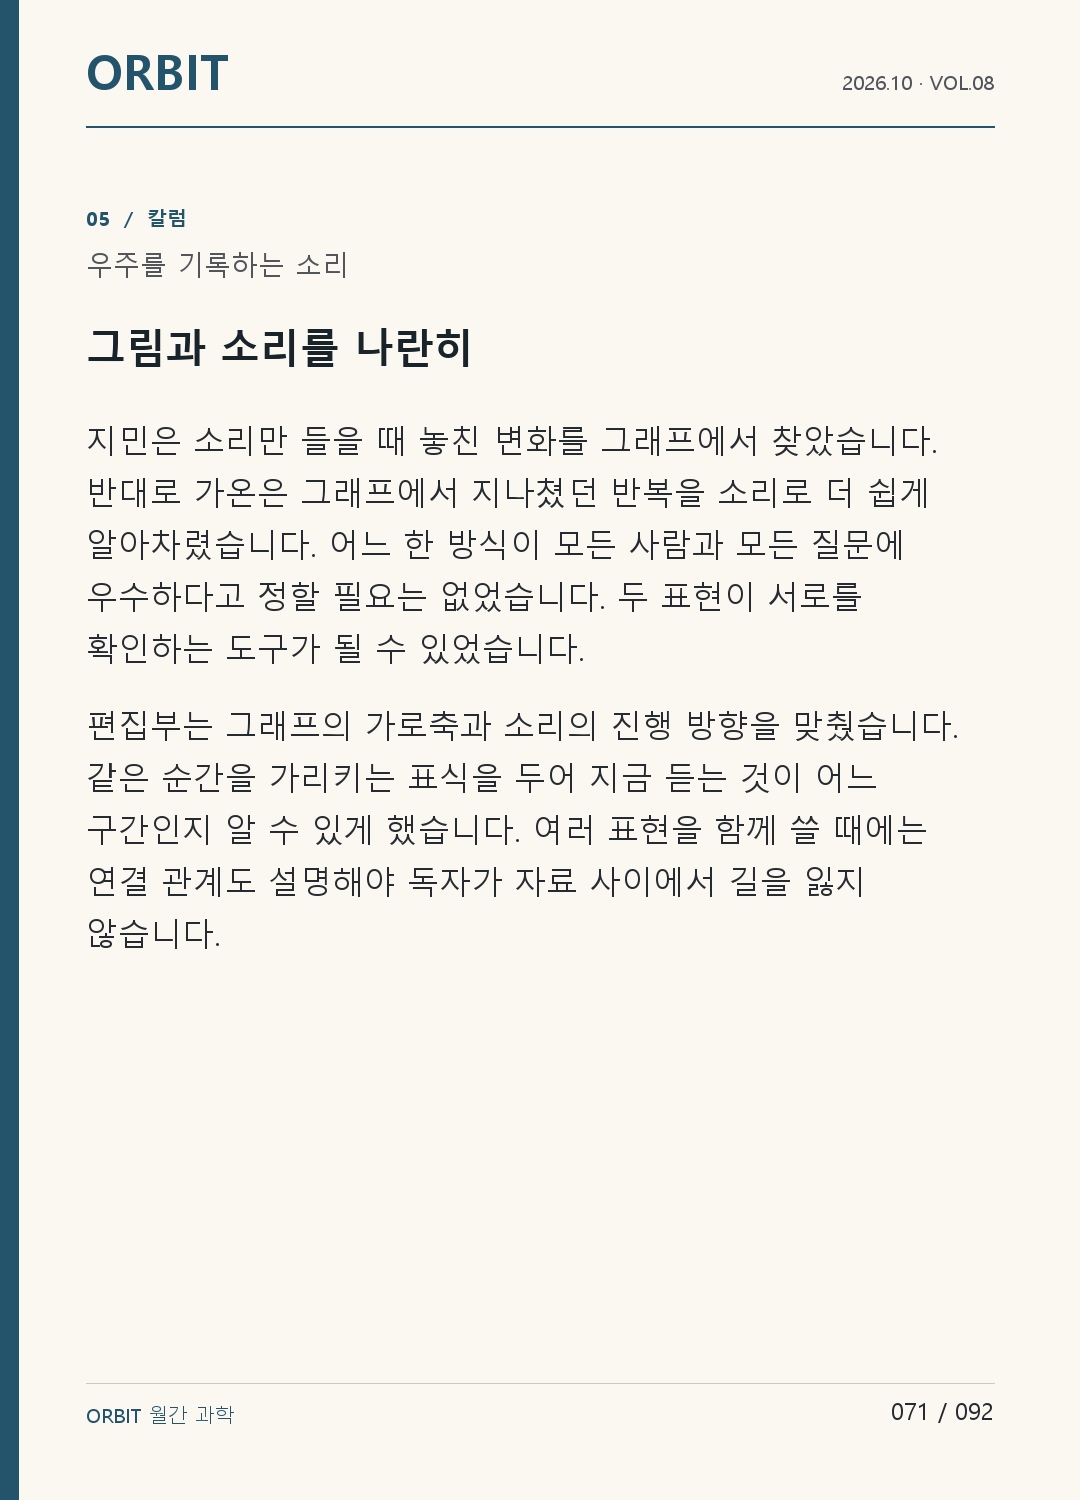 ORBIT
2026.10 · VOL.08
05 / 칼럼
우주를 기록하는 소리
그림과 소리를 나란히
지민은 소리만 들을 때 놓친 변화를 그래프에서 찾았습니다.
반대로 가온은 그래프에서 지나쳤던 반복을 소리로 더 쉽게
알아차렸습니다. 어느 한 방식이 모든 사람과 모든 질문에
우수하다고 정할 필요는 없었습니다. 두 표현이 서로를
확인하는 도구가 될 수 있었습니다.
편집부는 그래프의 가로축과 소리의 진행 방향을 맞췄습니다.
같은 순간을 가리키는 표식을 두어 지금 듣는 것이 어느
구간인지 알 수 있게 했습니다. 여러 표현을 함께 쓸 때에는
연결 관계도 설명해야 독자가 자료 사이에서 길을 잃지
않습니다.
ORBIT 월간 과학
071 / 092